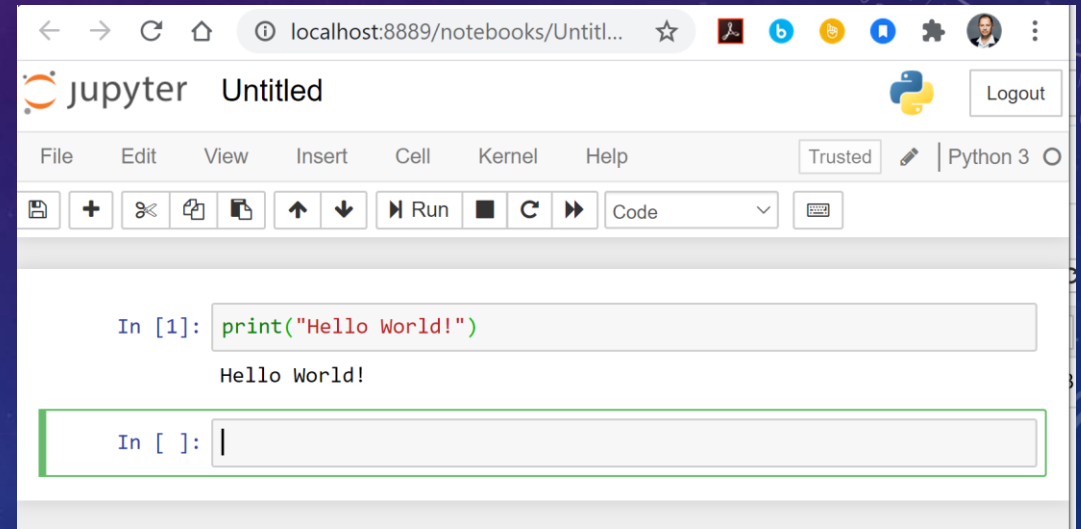 localhost:8889/notebooks/Untitl...
jupyter Untitled
Logout
File Edit View Insert Cell Kernel Help Trusted Python 3
Run Code
In [1]: print("Hello World!")
Hello World!
In [ ]: